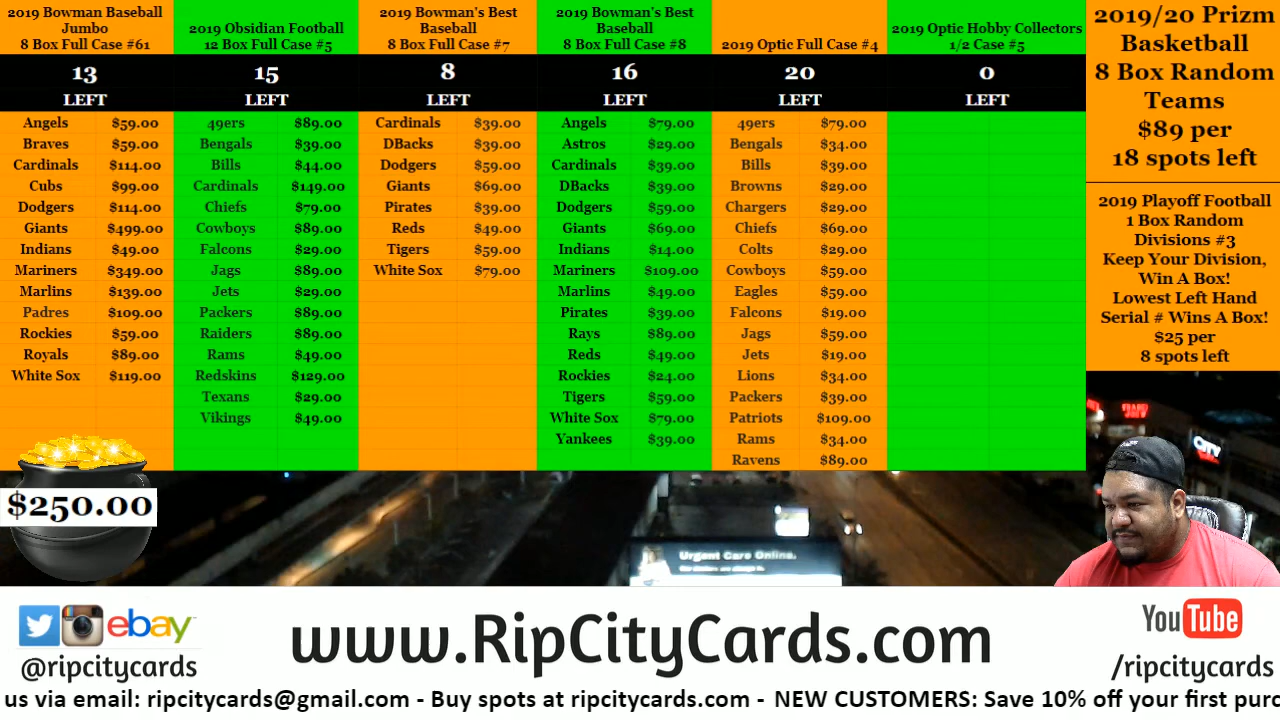 2019 Bowman Baseball
Jumbo
8 Box Full Case #61
13
LEFT
Angels $59.00
Braves $59.00
Cardinals $114.00
Cubs $99.00
Dodgers $114.00
Giants $499.00
Indians $49.00
Mariners $349.00
Marlins $139.00
Padres $109.00
Rockies $59.00
Royals $89.00
White Sox $119.00
2019 Obsidian Football
12 Box Full Case #5
15
LEFT
49ers $89.00
Bengals $39.00
Bills $44.00
Cardinals $149.00
Chiefs $79.00
Cowboys $89.00
Falcons $29.00
Jags $89.00
Jets $29.00
Packers $89.00
Raiders $89.00
Rams $49.00
Redskins $129.00
Texans $29.00
Vikings $49.00
2019 Bowman's Best
Baseball
8 Box Full Case #7
8
LEFT
Cardinals $39.00
DBacks $39.00
Dodgers $59.00
Giants $69.00
Pirates $39.00
Reds $49.00
Tigers $59.00
White Sox $79.00
2019 Bowman's Best
Baseball
8 Box Full Case #8
16
LEFT
Angels $79.00
Astros $29.00
Cardinals $39.00
DBacks $39.00
Dodgers $59.00
Giants $69.00
Indians $14.00
Mariners $109.00
Marlins $49.00
Pirates $39.00
Rays $89.00
Reds $49.00
Rockies $24.00
Tigers $59.00
White Sox $79.00
Yankees $39.00
2019 Optic Full Case #4
20
LEFT
49ers $79.00
Bengals $34.00
Bills $39.00
Browns $29.00
Chargers $29.00
Chiefs $69.00
Colts $29.00
Cowboys $59.00
Eagles $59.00
Falcons $19.00
Jags $59.00
Jets $19.00
Lions $34.00
Packers $39.00
Patriots $109.00
Rams $34.00
Ravens $89.00
2019 Optic Hobby Collectors
1/2 Case #5
0
LEFT
2019/20 Prizm
Basketball
8 Box Random
Teams
$89 per
18 spots left
2019 Playoff Football
1 Box Random
Divisions #3
Keep Your Division,
Win A Box!
Lowest Left Hand
Serial # Wins A Box!
$25 per
8 spots left
$250.00
Urgent Care Online.
CITY
ebay
@ripcitycards
www.RipCityCards.com
YouTube
/ripcitycards
us via email: ripcitycards@gmail.com - Buy spots at ripcitycards.com - NEW CUSTOMERS: Save 10% off your first purc